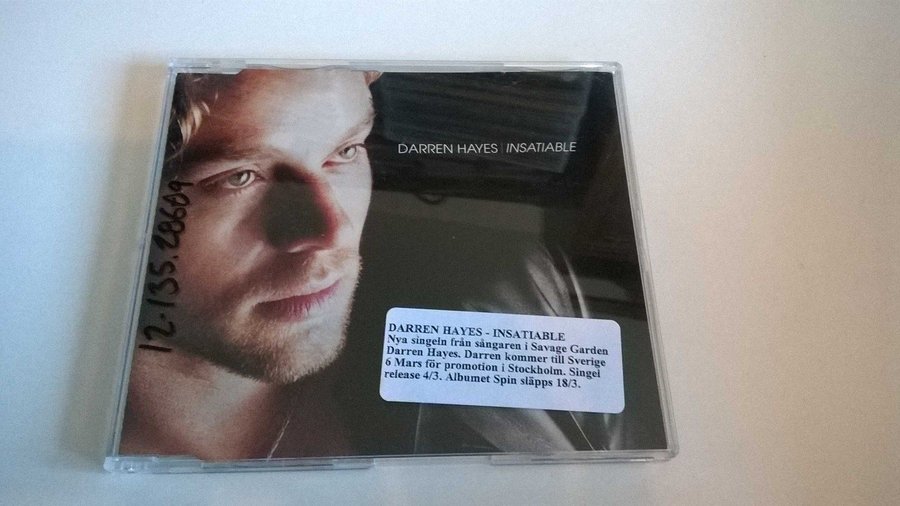 DARREN HAYES | INSATIABLE
12-135.28609
DARREN HAYES - INSATIABLE
Nya singeln från sångaren i Savage Garden
Darren Hayes. Darren kommer till Sverige
6 Mars för promotion i Stockholm. Singel
release 4/3. Albumet Spin släpps 18/3.